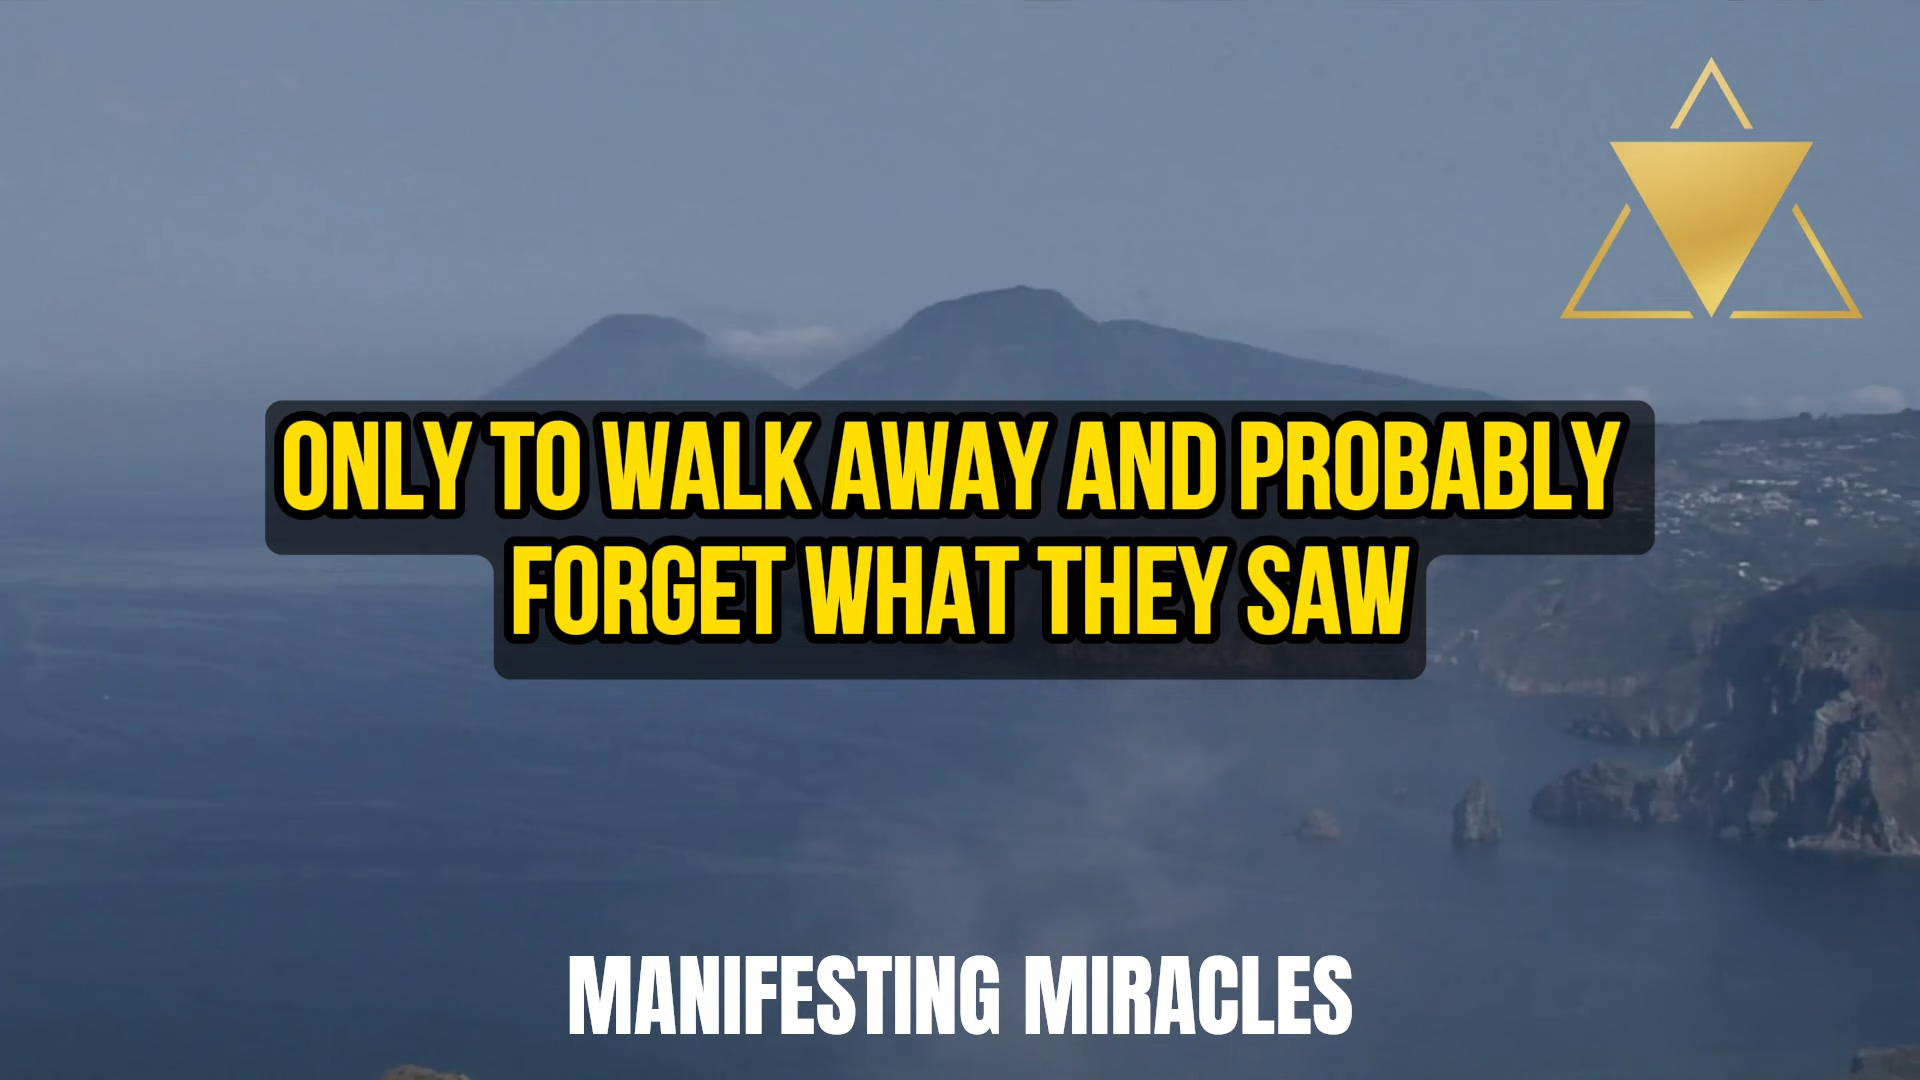 ONLY TO WALK AWAY AND PROBABLY
FORGET WHAT THEY SAW
MANIFESTING MIRACLES